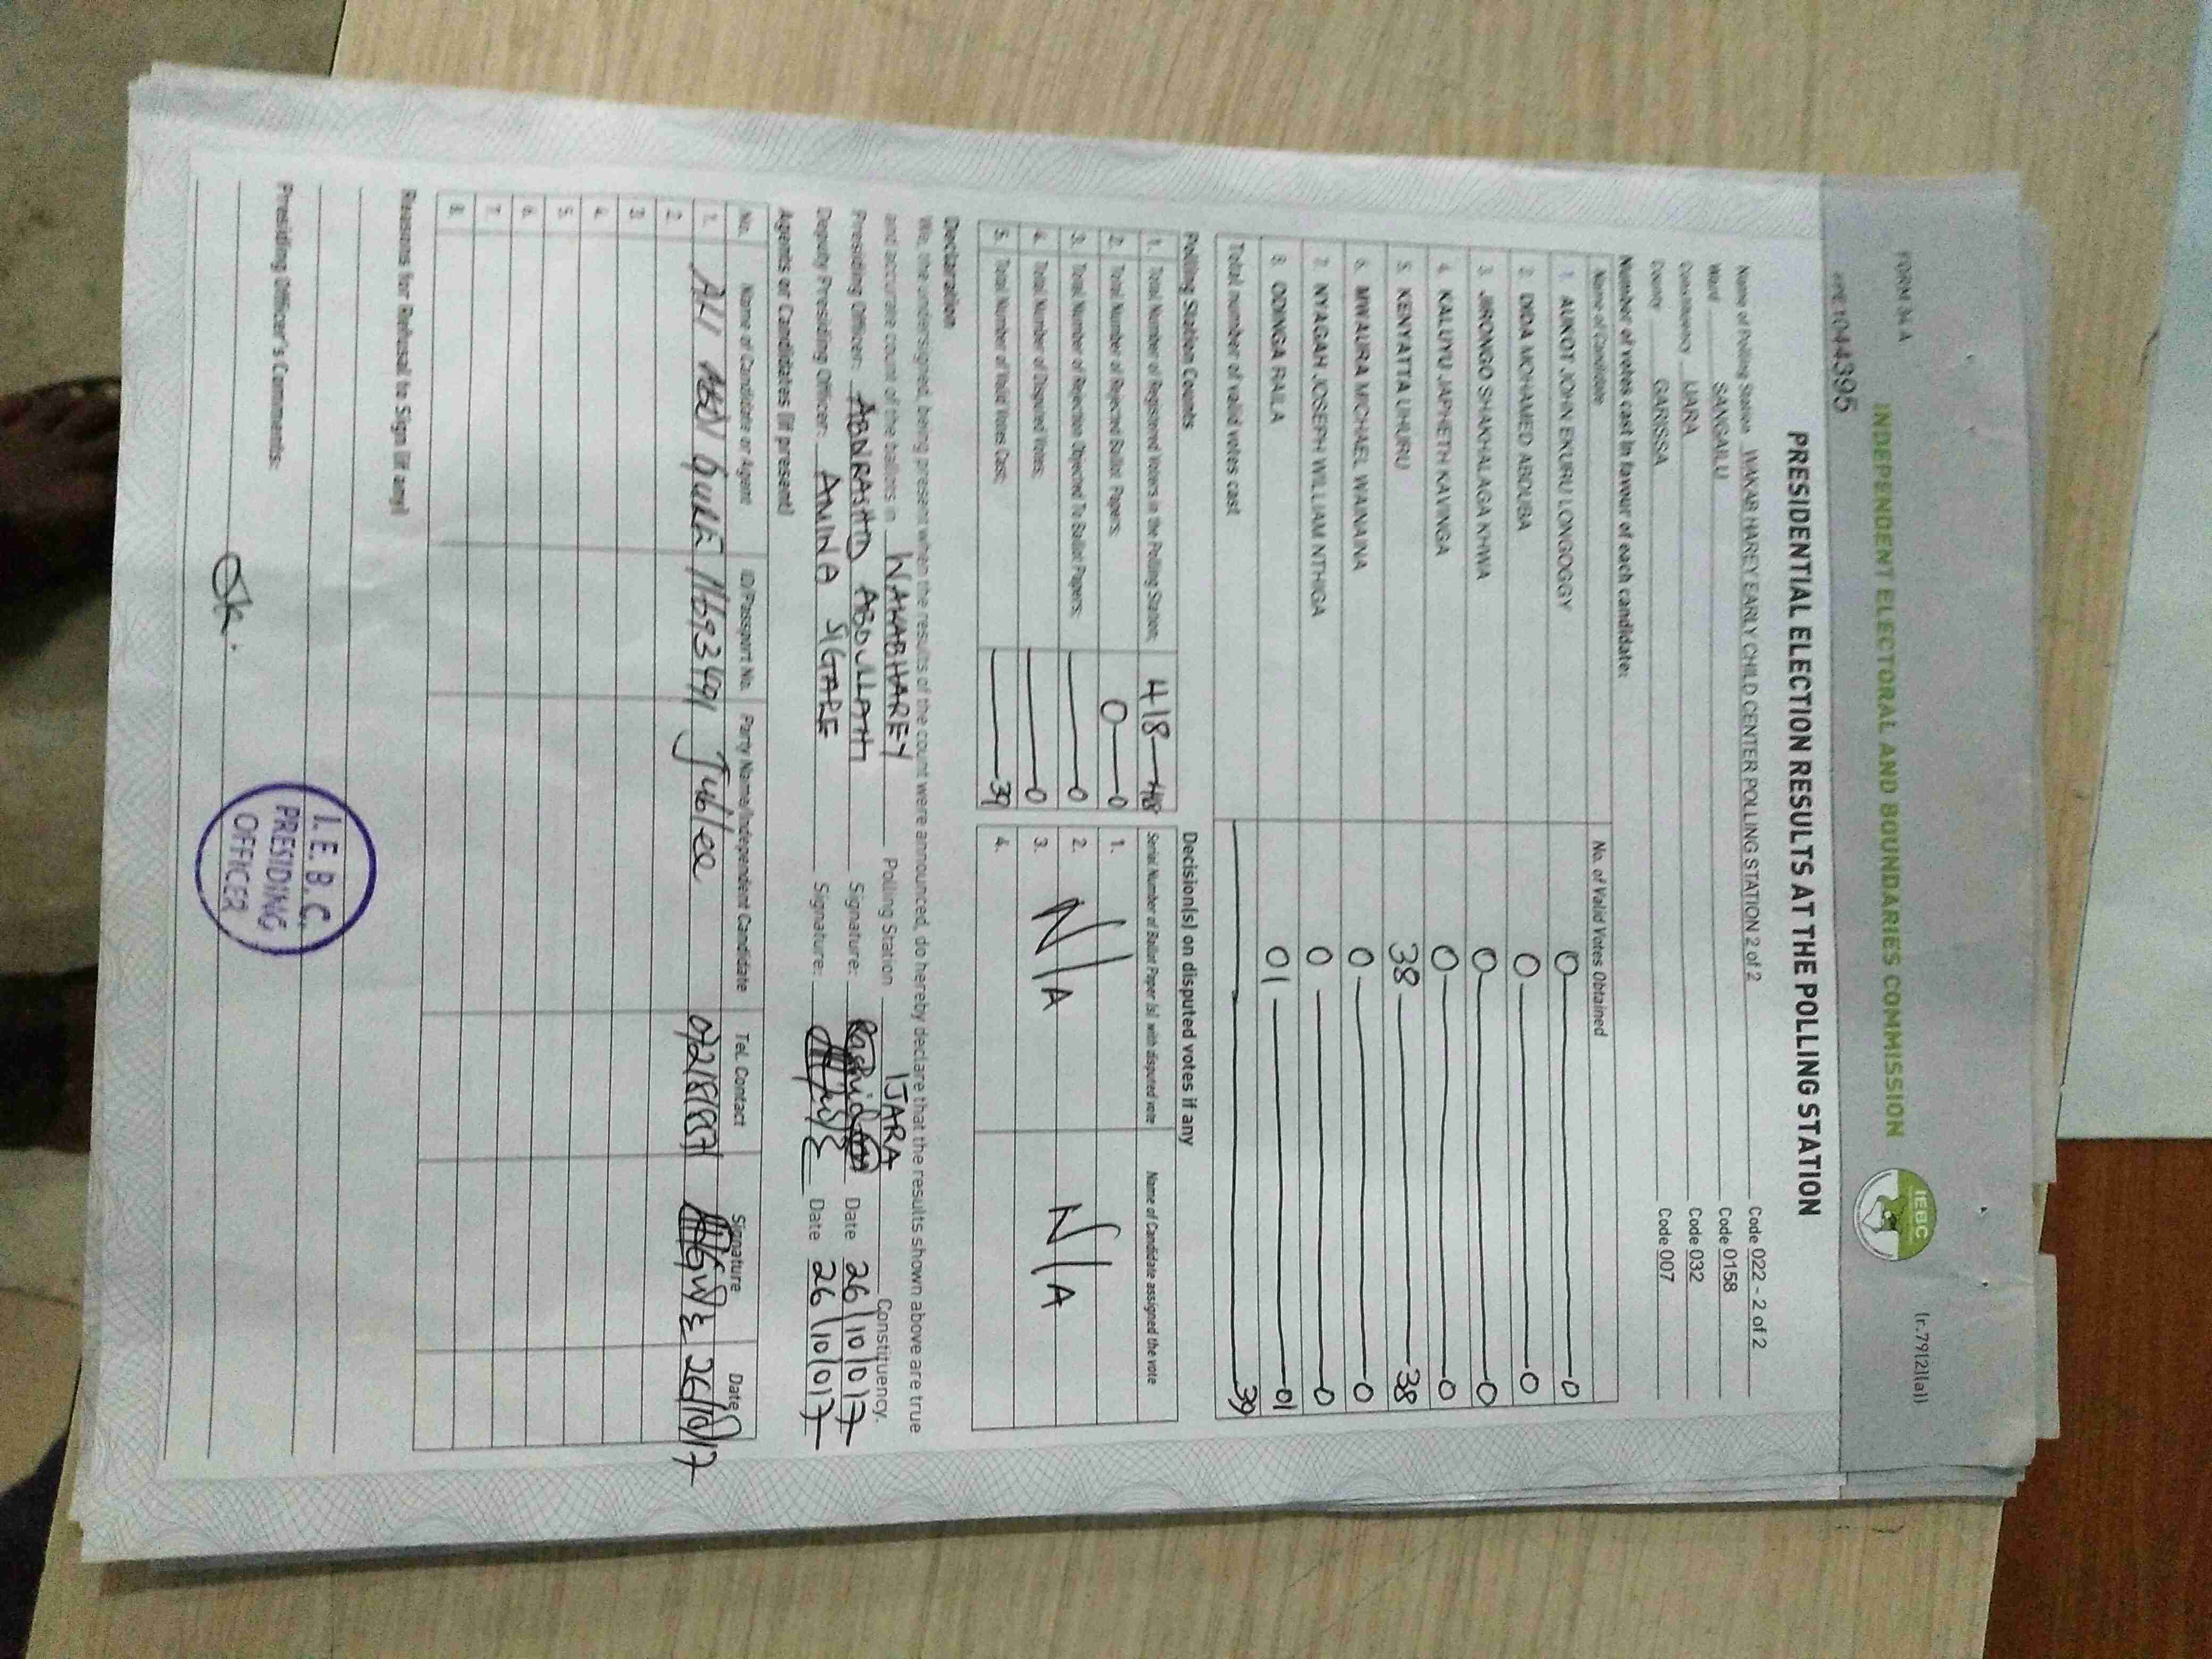 FORM 34 A
(r.79(2)(a))
INDEPENDENT ELECTORAL AND BOUNDARIES COMMISSION
IEBC
PRESIDENTIAL ELECTION RESULTS AT THE POLLING STATION
Name of Polling Station WAKAB HAREY EARLY CHILD CENTER POLLING STATION 2 of 2 Code 022 - 2 of 2
Ward SANGAILU Code 0158
Constituency IJARA Code 032
County GARISSA Code 007
Number of votes cast in favour of each candidate:
Name of Candidate No. of Valid Votes Obtained
1. AUKOT JOHN EKURU LONGOGGY 0 0
2. DIDA MOHAMED ABDUBA 0 0
3. JIRONGO SHAKHALAGA KHWA 0 0
4. KALUYU JAPHETH KAVINGA 0 0
5. KENYATTA UHURU 38 38
6. MWAURA MICHAEL WAINAINA 0 0
7. NYAGAH JOSEPH WILLIAM NTHIGA 0 0
8. ODINGA RAILA 01 01
Total number of valid votes cast 39
Polling Station Counts
1. Total Number of Registered Voters in the Polling Station; 418 418
2. Total Number of Rejected Ballot Papers; 0 0
3. Total Number of Rejection Objected To Ballot Papers; 0
4. Total Number of Disputed Votes; 0
5. Total Number of Valid Votes Cast; 39
Decision(s) on disputed votes if any
Serial Number of Ballot Paper (s) with disputed vote Name of Candidate assigned the vote
1.
2. N/A N/A
3.
4.
Declaration
We, the undersigned, being present when the results of the count were announced, do hereby declare that the results shown above are true
and accurate count of the ballots in WAKABHAREY Polling Station IJARA Constituency.
Presiding Officer: ABDIRASHID ABDULLAHI Signature: Date 26/10/017
Deputy Presiding Officer: AMINA SIGALE Signature: Date 26/10/017
Agents or Candidates (if present)
No. Name of Candidate or Agent ID/Passport No. Party Name/Independent Candidate Tel. Contact Signature Date
1. ALI ABDI GURE 11693491 Jubilee 26/10/17
2.
3.
4.
5.
6.
7.
8.
Reasons for Refusal to Sign (if any)
Presiding Officer's Comments:
Ok.
I. E. B. C.
PRESIDING
OFFICER